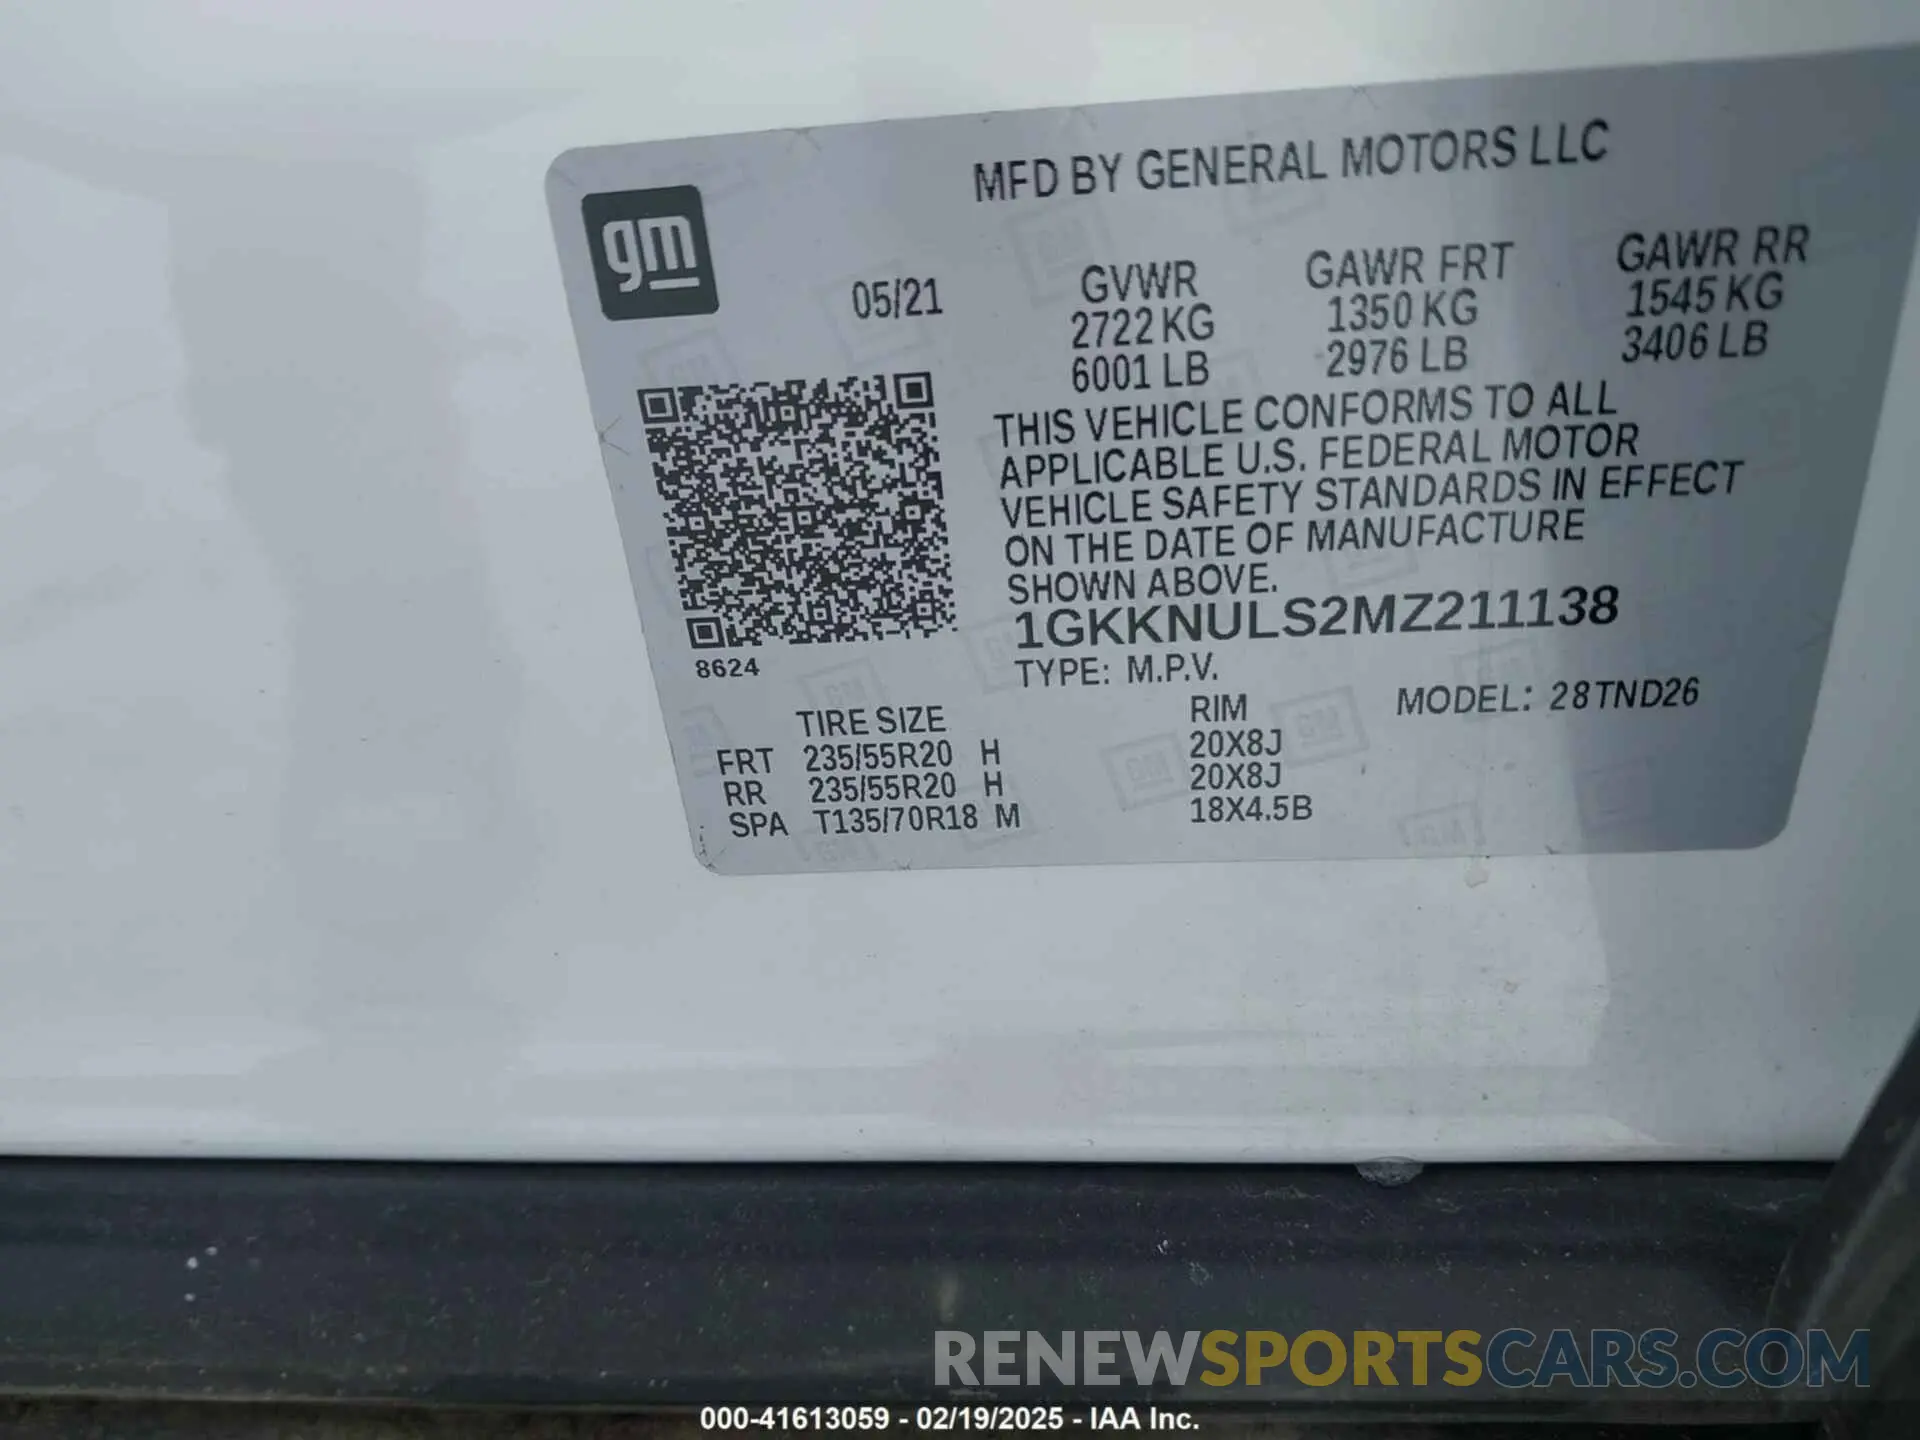 MFD BY GENERAL MOTORS LLC
gm
05/21
GVWR GAWR FRT GAWR RR
2722 KG 1350 KG 1545 KG
6001 LB 2976 LB 3406 LB
THIS VEHICLE CONFORMS TO ALL
APPLICABLE U.S. FEDERAL MOTOR
VEHICLE SAFETY STANDARDS IN EFFECT
ON THE DATE OF MANUFACTURE
SHOWN ABOVE.
1GKKNULS2MZ211138
8624
TYPE: M.P.V.
MODEL: 28TND26
TIRE SIZE RIM
FRT 235/55R20 H 20X8J
RR 235/55R20 H 20X8J
SPA T135/70R18 M 18X4.5B
RENEWSPORTSCARS.COM
000-41613059 - 02/19/2025 - IAA Inc.